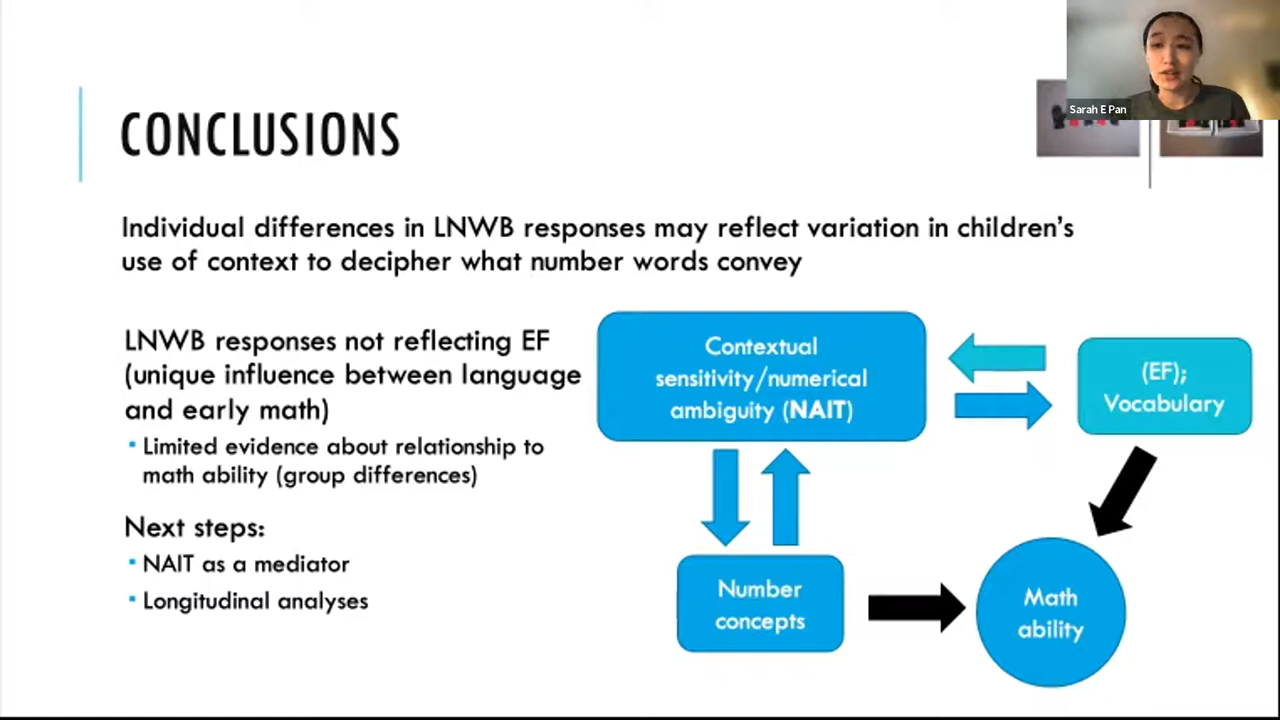 Sarah E Pan
CONCLUSIONS
Individual differences in LNWB responses may reflect variation in children's
use of context to decipher what number words convey
LNWB responses not reflecting EF
(unique influence between language
and early math)
Limited evidence about relationship to
math ability (group differences)
Next steps:
NAIT as a mediator
Longitudinal analyses
Contextual
sensitivity/numerical
ambiguity (NAIT)
(EF);
Vocabulary
Number
concepts
Math
ability